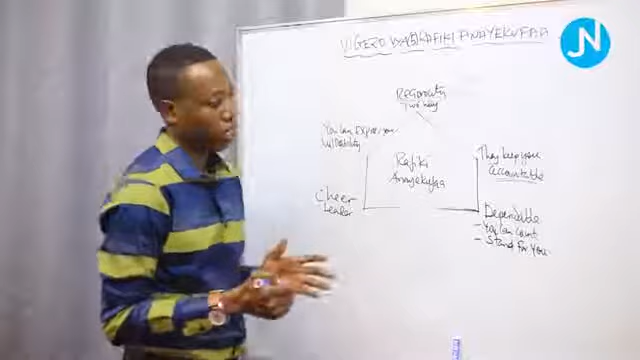 VIGEZO VYA RAFIKI ANAYEKUFAA
JN
Reciprocity
Two way
You can express your
Rafiki
Anayekufaa
They keep you
accountable
Cheer
Leader
Dependable
- You can count
- Stand for You